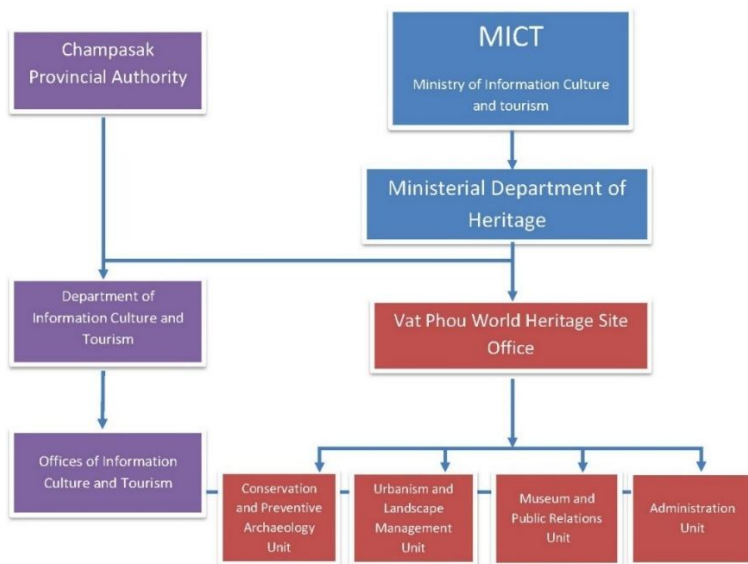 Champasak
Provincial Authority
MICT
Ministry of Information Culture
and tourism
Ministerial Department of
Heritage
Department of
Information Culture and
Tourism
Vat Phou World Heritage Site
Office
Offices of Information
Culture and Tourism
Conservation
and Preventive
Archaeology
Unit
Urbanism and
Landscape
Management
Unit
Museum and
Public Relations
Unit
Administration
Unit